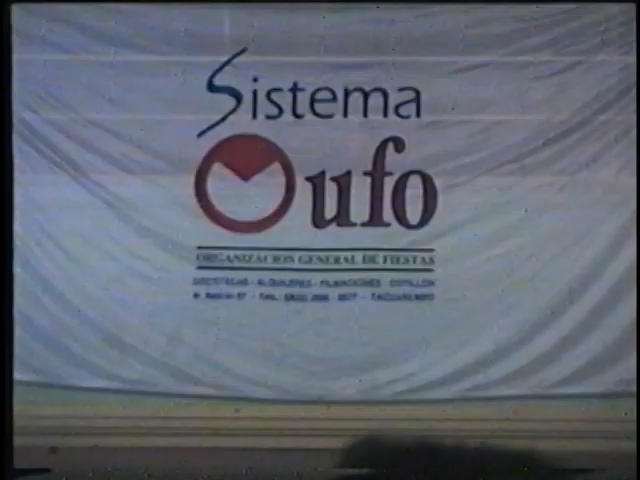 Sistema
ufo
ORGANIZACION GENERAL DE FIESTAS
DISCOTECAS - ALQUILERES - FILMACIONES - COTILLON
TACUAREMBO